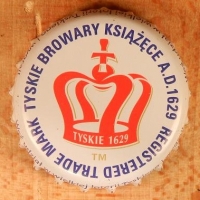 TYSKIE BROWARY KSIĄŻĘCE A.D.1629 REGISTERED TRADE MARK
TYSKIE 1629
TM